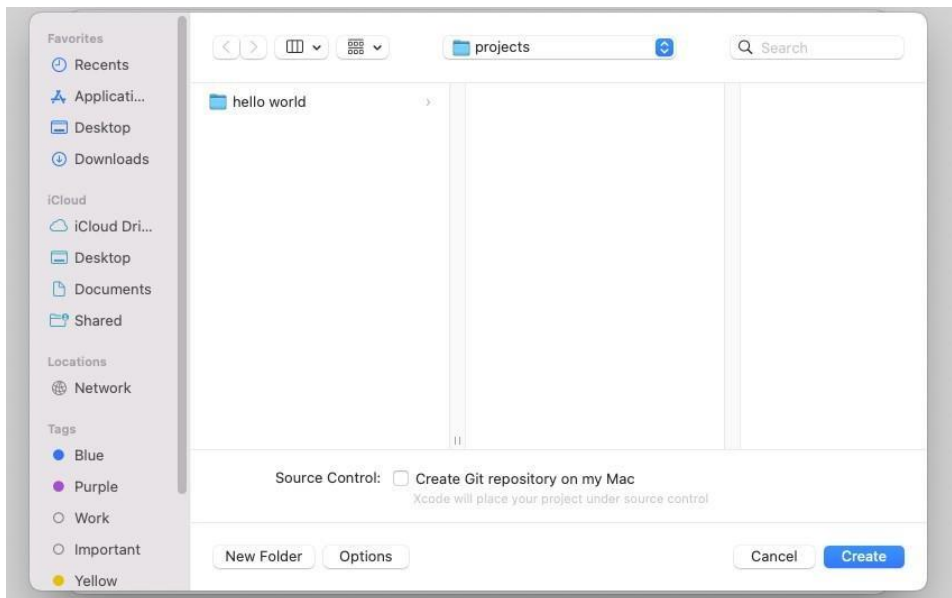 Favorites
Recents
Applicati...
Desktop
Downloads
iCloud
iCloud Dri...
Desktop
Documents
Shared
Locations
Network
Tags
Blue
Purple
Work
Important
Yellow
projects
Search
hello world
Source Control: Create Git repository on my Mac
Xcode will place your project under source control
New Folder Options Cancel Create